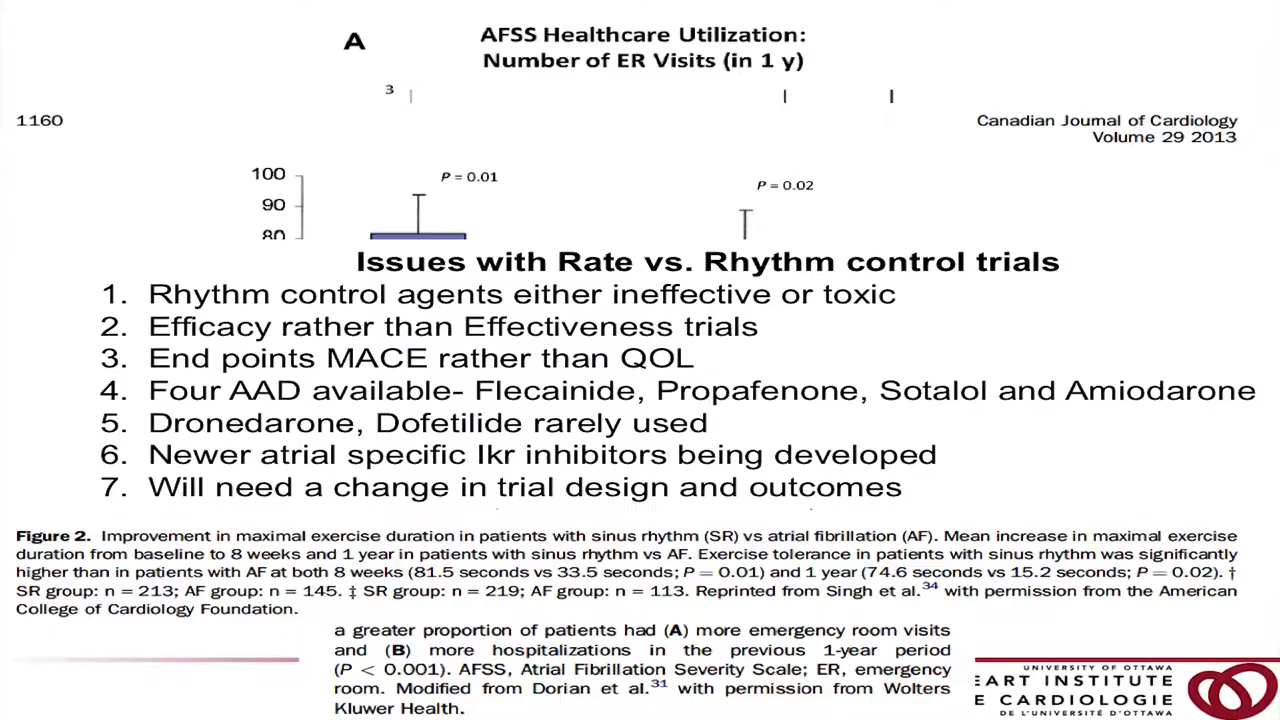 A
AFSS Healthcare Utilization:
Number of ER Visits (in 1 y)
3
1160
Canadian Journal of Cardiology
Volume 29 2013
100
P = 0.01
P = 0.02
90
80
Issues with Rate vs. Rhythm control trials
1. Rhythm control agents either ineffective or toxic
2. Efficacy rather than Effectiveness trials
3. End points MACE rather than QOL
4. Four AAD available- Flecainide, Propafenone, Sotalol and Amiodarone
5. Dronedarone, Dofetilide rarely used
6. Newer atrial specific Ikr inhibitors being developed
7. Will need a change in trial design and outcomes
Figure 2. Improvement in maximal exercise duration in patients with sinus rhythm (SR) vs atrial fibrillation (AF). Mean increase in maximal exercise
duration from baseline to 8 weeks and 1 year in patients with sinus rhythm vs AF. Exercise tolerance in patients with sinus rhythm was significantly
higher than in patients with AF at both 8 weeks (81.5 seconds vs 33.5 seconds; P = 0.01) and 1 year (74.6 seconds vs 15.2 seconds; P = 0.02). †
SR group: n = 213; AF group: n = 145. ‡ SR group: n = 219; AF group: n = 113. Reprinted from Singh et al.34 with permission from the American
College of Cardiology Foundation.
a greater proportion of patients had (A) more emergency room visits
and (B) more hospitalizations in the previous 1-year period
(P < 0.001). AFSS, Atrial Fibrillation Severity Scale; ER, emergency
room. Modified from Dorian et al.31 with permission from Wolters
Kluwer Health.
UNIVERSITY OF OTTAWA
EART INSTITUTE
E CARDIOLOGIE
DE L'UNIVERSITÉ D'OTTAWA